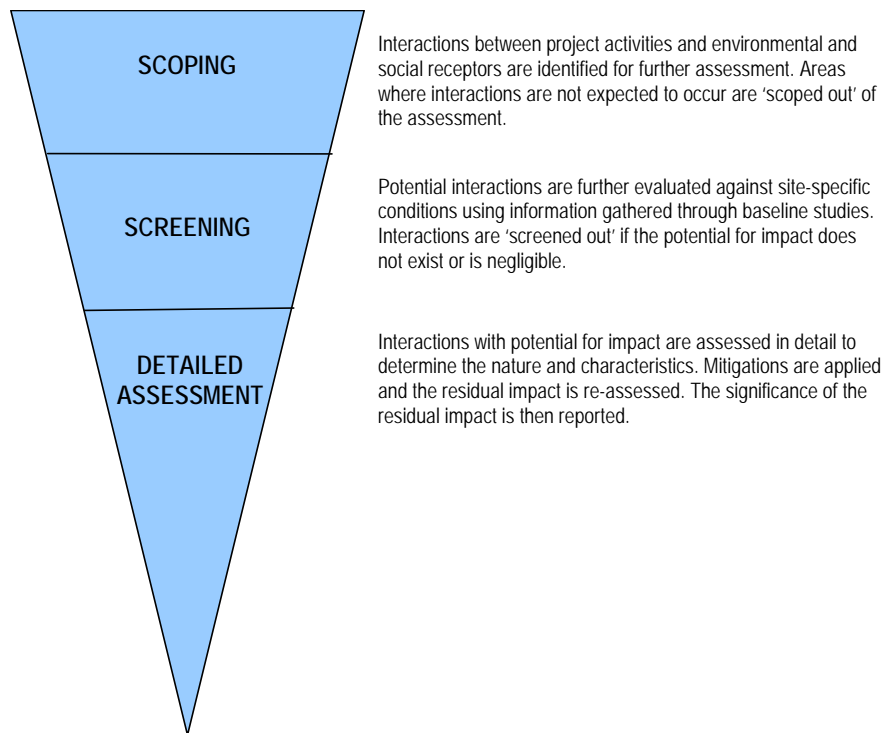 SCOPING
Interactions between project activities and environmental and
social receptors are identified for further assessment. Areas
where interactions are not expected to occur are ‘scoped out’ of
the assessment.
SCREENING
Potential interactions are further evaluated against site-specific
conditions using information gathered through baseline studies.
Interactions are ‘screened out’ if the potential for impact does
not exist or is negligible.
DETAILED
ASSESSMENT
Interactions with potential for impact are assessed in detail to
determine the nature and characteristics. Mitigations are applied
and the residual impact is re-assessed. The significance of the
residual impact is then reported.